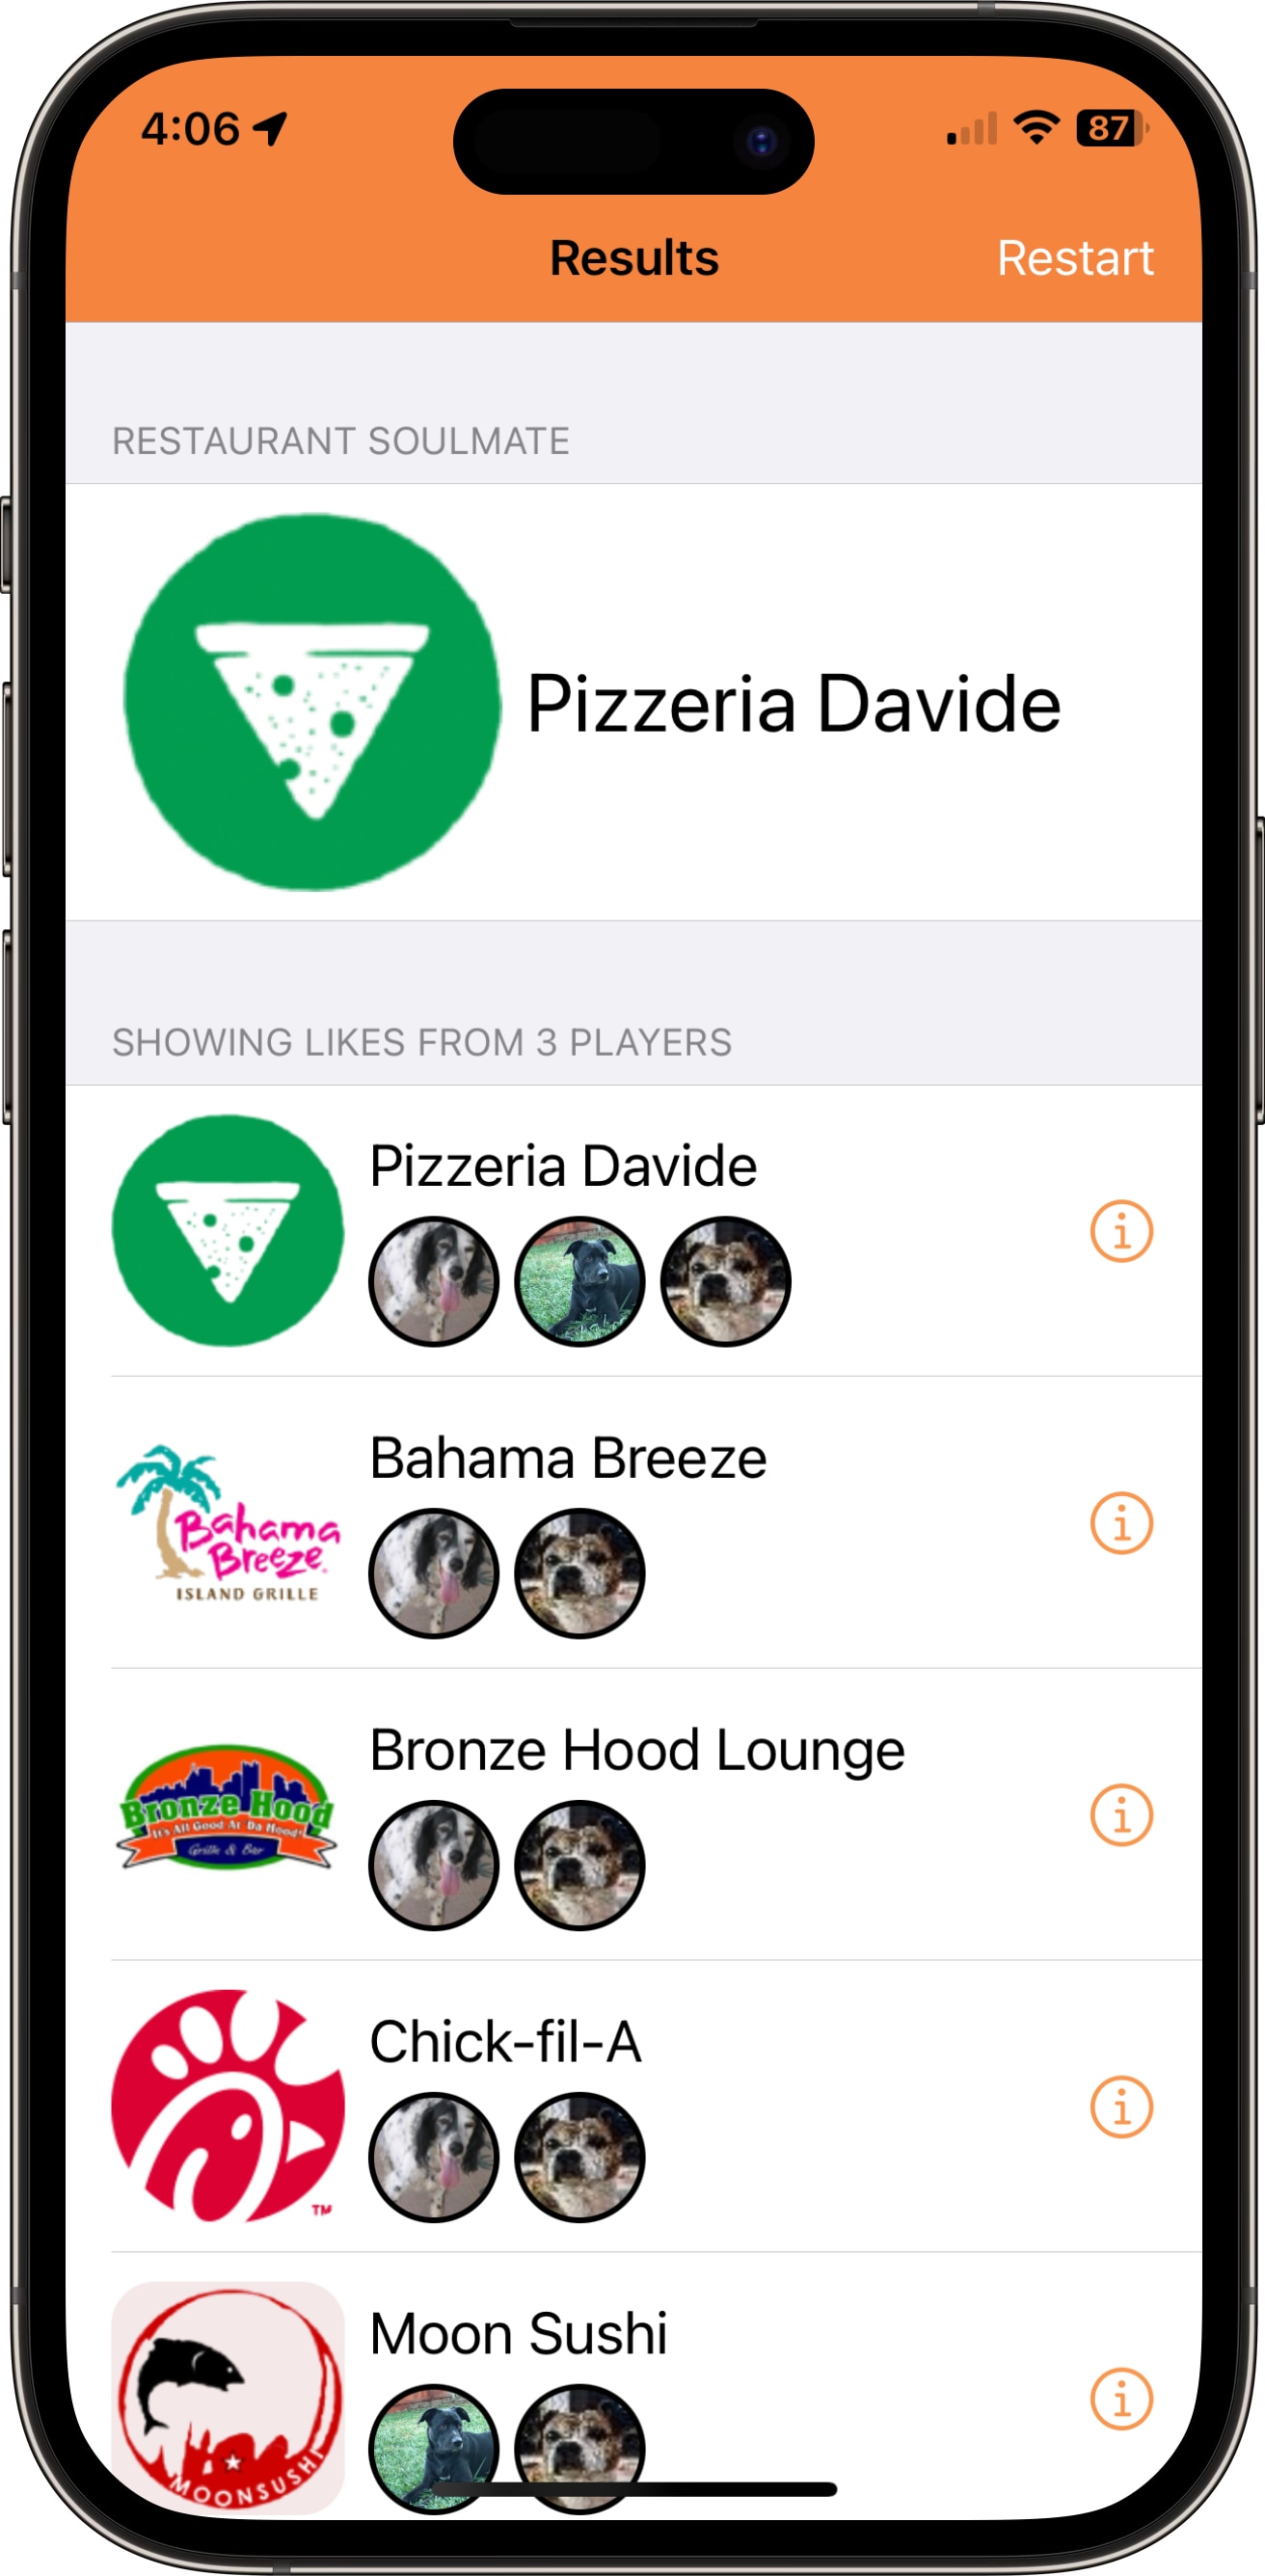 4:06
87
Results
Restart
RESTAURANT SOULMATE
Pizzeria Davide
SHOWING LIKES FROM 3 PLAYERS
Pizzeria Davide
Bahama Breeze
Bahama
Breeze
ISLAND GRILLE
Bronze Hood Lounge
Bronze Hood
It's All Good At Da Hood!
Grille & Bar
Chick-fil-A
TM
Moon Sushi
MOONSUSHI